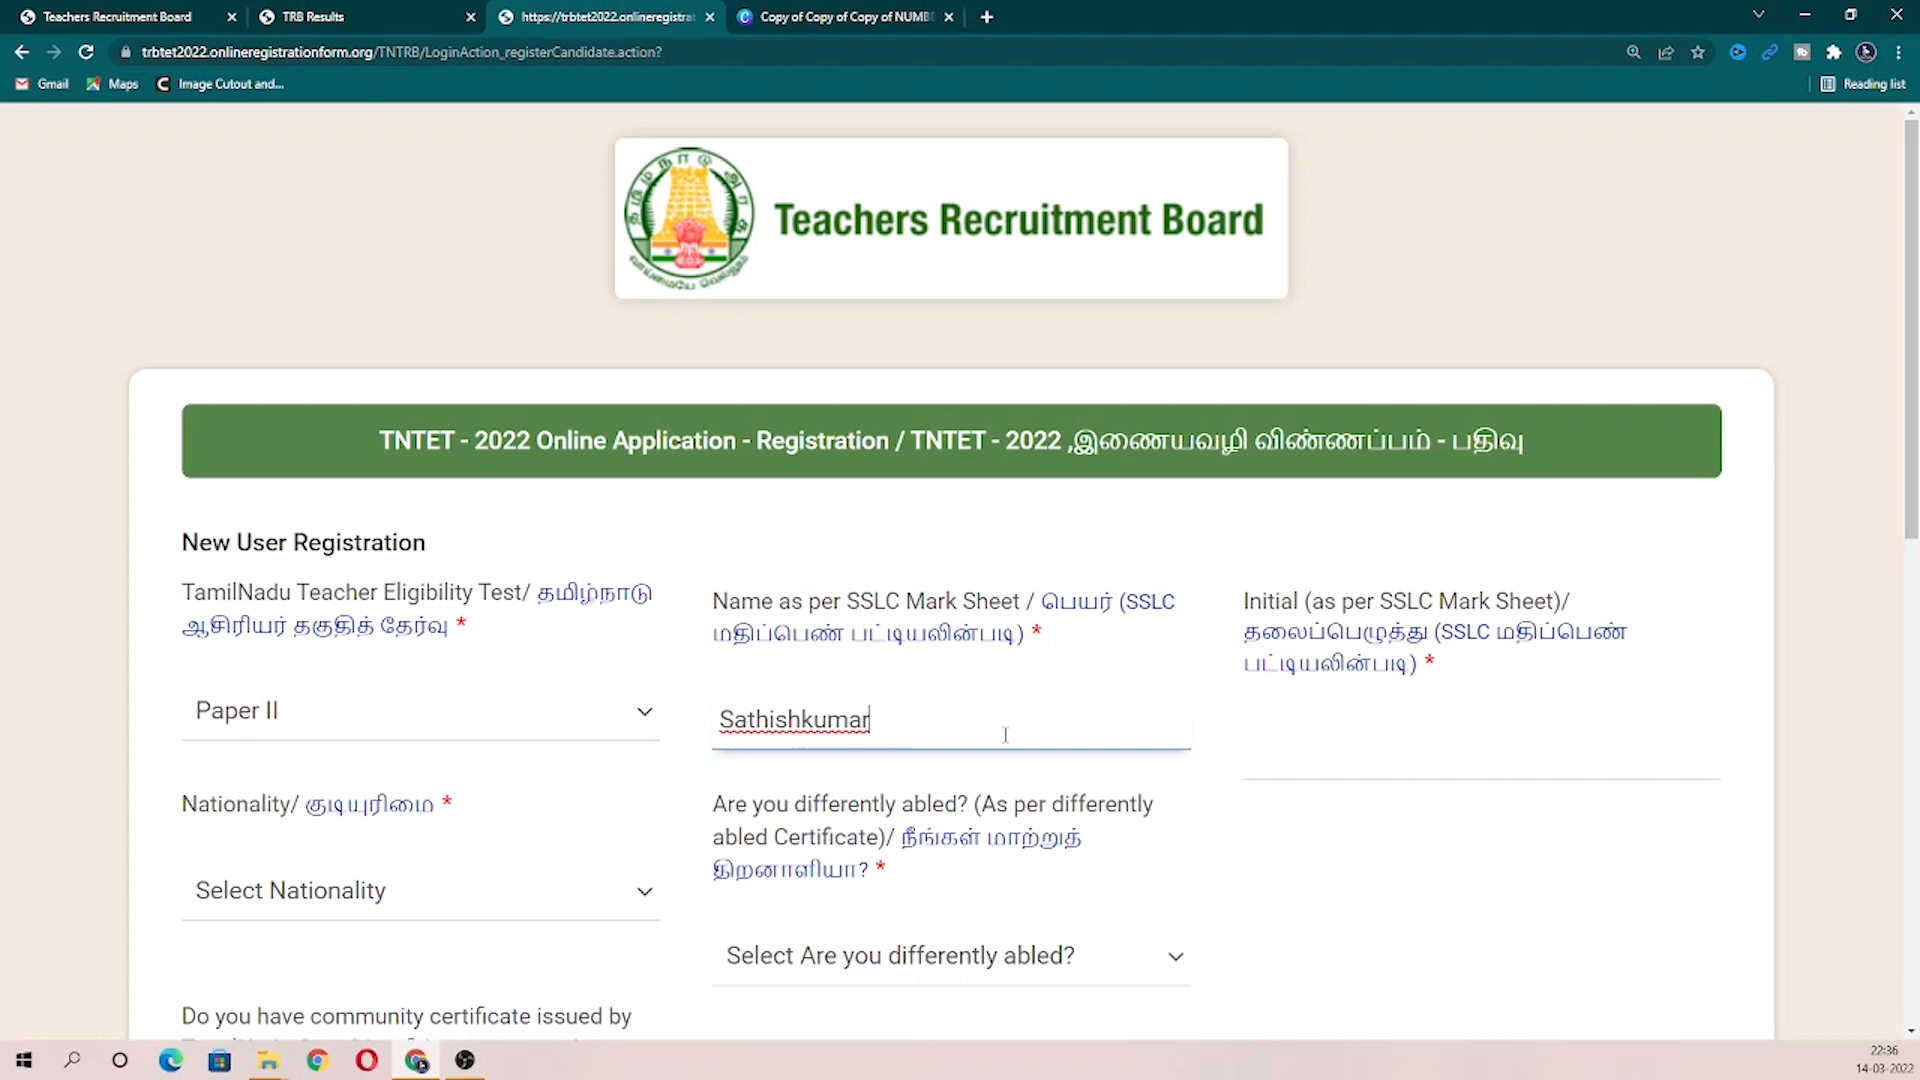 Teachers Recruitment Board
TRB Results
https://trbtet2022.onlineregistra
Copy of Copy of Copy of NUMB
trbtet2022.onlineregistrationform.org/TNTRB/LoginAction_registerCandidate.action?
Gmail
Maps
Image Cutout and...
Reading list
Teachers Recruitment Board
TNTET - 2022 Online Application - Registration / TNTET - 2022 ,இணையவழி விண்ணப்பம் - பதிவு
New User Registration
TamilNadu Teacher Eligibility Test/ தமிழ்நாடு
ஆசிரியர் தகுதித் தேர்வு *
Paper II
Name as per SSLC Mark Sheet / பெயர் (SSLC
மதிப்பெண் பட்டியலின்படி) *
Sathishkumar
Initial (as per SSLC Mark Sheet)/
தலைப்பெழுத்து (SSLC மதிப்பெண்
பட்டியலின்படி) *
Nationality/ குடியுரிமை *
Select Nationality
Are you differently abled? (As per differently
abled Certificate)/ நீங்கள் மாற்றுத்
திறனாளியா? *
Select Are you differently abled?
Do you have community certificate issued by
22:36
14-03-2022